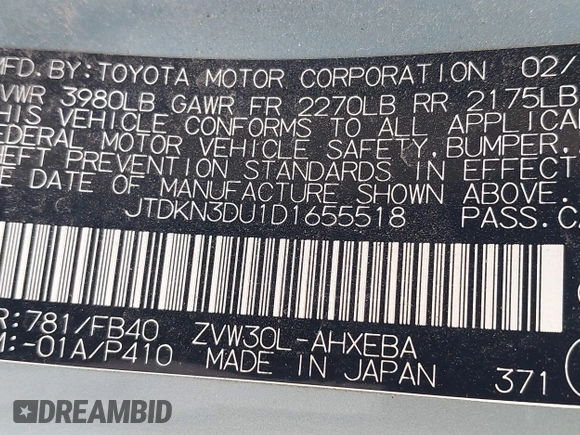 MFD. BY: TOYOTA MOTOR CORPORATION 02/
GVWR 3980LB GAWR FR 2270LB RR 2175LB
THIS VEHICLE CONFORMS TO ALL APPLICA
FEDERAL MOTOR VEHICLE SAFETY, BUMPER,
THEFT PREVENTION STANDARDS IN EFFECT
THE DATE OF MANUFACTURE SHOWN ABOVE.
JTDKN3DU1D1655518 PASS. CA
R:781/FB40 ZVW30L-AHXEBA
M:-01A/P410 MADE IN JAPAN 371
DREAMBID